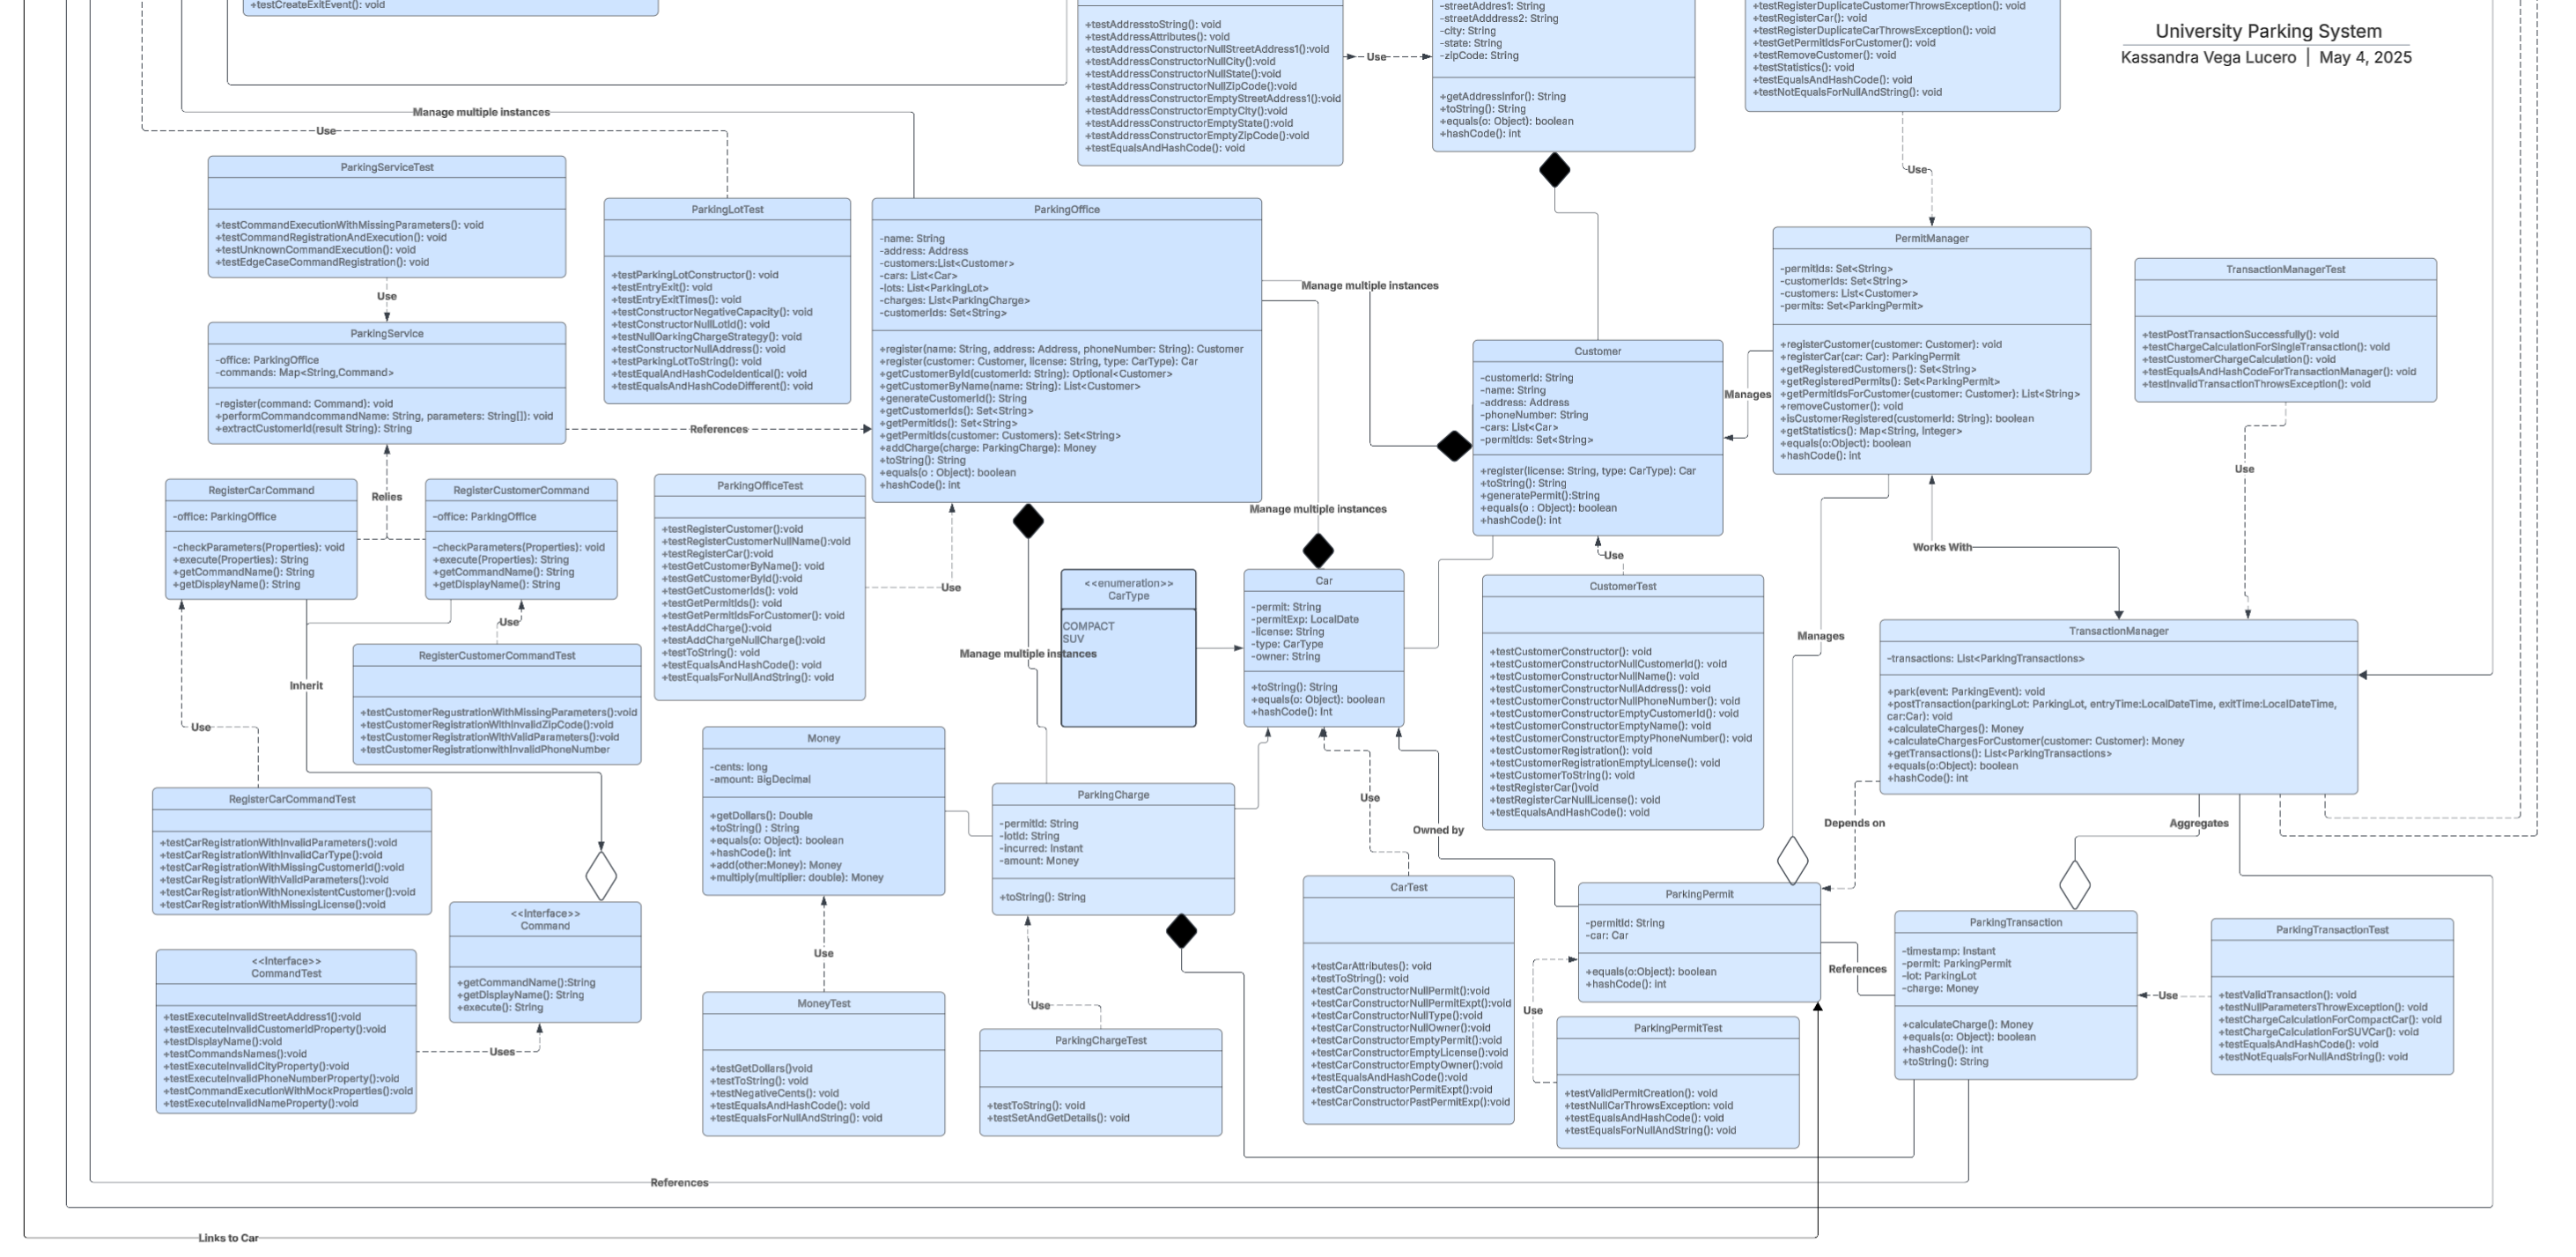 +testCreateExitEvent(): void
+testAddresstoString(): void
+testAddressAttributes(): void
+testAddressConstructorNullStreetAddress1():void
+testAddressConstructorNullCity():void
+testAddressConstructorNullState():void
+testAddressConstructorNullZipCode():void
+testAddressConstructorEmptyStreetAddress1():void
+testAddressConstructorEmptyCIty():void
+testAddressConstructorEmptyState():void
+testAddressConstructorEmptyZipCode():void
+testEqualsAndHashCode(): void
Use
-streetAddres1: String
-streetAdddress2: String
-city: String
-state: String
-zipCode: String
+getAddressInfor(): String
+toString(): String
+equals(o: Object): boolean
+hashCode(): int
+testRegisterDuplicateCustomerThrowsException(): void
+testRegisterCar(): void
+testRegisterDuplicateCarThrowsException(): void
+testGetPermitIdsForCustomer(): void
+testRemoveCustomer(): void
+testStatistics(): void
+testEqualsAndHashCode(): void
+testNotEqualsForNullAndString(): void
University Parking System
Kassandra Vega Lucero | May 4, 2025
Manage multiple instances
Use
Use
ParkingServiceTest
+testCommandExecutionWithMissingParameters(): void
+testCommandRegistrationAndExecution(): void
+testUnknownCommandExecution(): void
+testEdgeCaseCommandRegistration(): void
Use
ParkingService
-office: ParkingOffice
-commands: Map<String,Command>
-register(command: Command): void
+performCommandcommandName: String, parameters: String[]): void
+extractCustomerId(result String): String
References
ParkingLotTest
+testParkingLotConstructor(): void
+testEntryExit(): void
+testEntryExitTimes(): void
+testConstructorNegativeCapacity(): void
+testConstructorNullLotId(): void
+testNullOarkingChargeStrategy(): void
+testConstructorNullAddress(): void
+testParkingLotToString(): void
+testEqualAndHashCodeIdentical(): void
+testEqualsAndHashCodeDifferent(): void
ParkingOffice
-name: String
-address: Address
-customers:List<Customer>
-cars: List<Car>
-lots: List<ParkingLot>
-charges: List<ParkingCharge>
-customerIds: Set<String>
+register(name: String, address: Address, phoneNumber: String): Customer
+register(customer: Customer, license: String, type: CarType): Car
+getCustomerById(customerId: String): Optional<Customer>
+getCustomerByName(name: String): List<Customer>
+generateCustomerId(): String
+getCustomerIds(): Set<String>
+getPermitIds(): Set<String>
+getPermitIds(customer: Customers): Set<String>
+addCharge(charge: ParkingCharge): Money
+toString(): String
+equals(o : Object): boolean
+hashCode(): int
Manage multiple instances
Manage multiple instances
Manage multiple instances
Customer
-customerId: String
-name: String
-address: Address
-phoneNumber: String
-cars: List<Car>
-permitIds: Set<String>
+register(license: String, type: CarType): Car
+toString(): String
+generatePermit():String
+equals(o : Object): boolean
+hashCode(): int
Manages
PermitManager
-permitIds: Set<String>
-customerIds: Set<String>
-customers: List<Customer>
-permits: Set<ParkingPermit>
+registerCustomer(customer: Customer): void
+registerCar(car: Car): ParkingPermit
+getRegisteredCustomers(): Set<String>
+getRegisteredPermits(): Set<ParkingPermit>
+getPermitIdsForCustomer(customer: Customer): List<String>
+removeCustomer(): void
+isCustomerRegistered(customerId: String): boolean
+getStatistics(): Map<String, Integer>
+equals(o:Object): boolean
+hashCode(): int
TransactionManagerTest
+testPostTransactionSuccessfully(): void
+testChargeCalculationForSingleTransaction(): void
+testCustomerChargeCalculation(): void
+testEqualsAndHashCodeForTransactionManager(): void
+testInvalidTransactionThrowsException(): void
Use
Works With
RegisterCarCommand
-office: ParkingOffice
-checkParameters(Properties): void
+execute(Properties): String
+getCommandName(): String
+getDisplayName(): String
Relies
RegisterCustomerCommand
-office: ParkingOffice
-checkParameters(Properties): void
+execute(Properties): String
+getCommandName(): String
+getDisplayName(): String
Use
ParkingOfficeTest
+testRegisterCustomer():void
+testRegisterCustomerNullName():void
+testRegisterCar():void
+testGetCustomerByName(): void
+testGetCustomerById():void
+testGetCustomerIds(): void
+testGetPermitIds(): void
+testGetPermitIdsForCustomer(): void
+testAddCharge():void
+testAddChargeNullCharge(): void
+testToString(): void
+testEqualsAndHashCode(): void
+testEqualsForNullAndString(): void
Use
<<enumeration>>
CarType
COMPACT
SUV
Car
-permit: String
-permitExp: LocalDate
-license: String
-type: CarType
-owner: String
+toString(): String
+equals(o: Object): boolean
+hashCode(): Int
Use
CustomerTest
+testCustomerConstructor(): void
+testCustomerConstructorNullCustomerId(): void
+testCustomerConstructorNullName(): void
+testCustomerConstructorNullAddress(): void
+testCustomerConstructorNullPhoneNumber(): void
+testCustomerConstructorEmptyCustomerId(): void
+testCustomerConstructorEmptyName(): void
+testCustomerConstructorEmptyPhoneNumber(): void
+testCustomerRegistration(): void
+testCustomerRegistrationEmptyLicense(): void
+testCustomerToString(): void
+testRegisterCar()void
+testRegisterCarNullLicense(): void
+testEqualsAndHashCode(): void
Manages
TransactionManager
-transactions: List<ParkingTransactions>
+park(event: ParkingEvent): void
+postTransaction(parkingLot: ParkingLot, entryTime:LocalDateTime, exitTime:LocalDateTime,
car:Car): void
+calculateCharges(): Money
+calculateChargesForCustomer(customer: Customer): Money
+getTransactions(): List<ParkingTransactions>
+equals(o:Object): boolean
+hashCode(): int
Inherit
RegisterCustomerCommandTest
+testCustomerRegustrationWithMissingParameters():void
+testCustomerRegistrationWithInvalidZipCode(): void
+testCustomerRegistrationWithValidParameters():void
+testCustomerRegistrationwithInvalidPhoneNumber
Use
RegisterCarCommandTest
+testCarRegistrationWithInvalidParameters():void
+testCarRegistrationWithInvalidCarType():void
+testCarRegistrationWithMissingCustomerId():void
+testCarRegistrationWithValidParameters():void
+testCarRegistrationWithNonexistentCustomer():void
+testCarRegistrationWithMissingLicense():void
Money
-cents: long
-amount: BigDecimal
+getDollars(): Double
+toString() : String
+equals(o: Object): boolean
+hashCode(): int
+add(other:Money): Money
+multiply(multiplier: double): Money
ParkingCharge
-permitId: String
-lotId: String
-incurred: Instant
-amount: Money
+toString(): String
Use
Owned by
Depends on
Aggregates
<<Interface>>
Command
+getCommandName():String
+getDisplayName(): String
+execute(): String
<<Interface>>
CommandTest
+testExecuteInvalidStreetAddress1():void
+testExecuteInvalidCustomerIdProperty(): void
+testDisplayName():void
+testCommandsNames():void
+testExecuteInvalidCityProperty(): void
+testExecuteInvalidPhoneNumberProperty(): void
+testCommandExecutionWithMockProperties():void
+testExecuteInvalidNameProperty():void
Uses
Use
MoneyTest
+testGetDollars()void
+testToString(): void
+testNegativeCents(): void
+testEqualsAndHashCode(): void
+testEqualsForNullAndString(): void
Use
ParkingChargeTest
+testToString(): void
+testSetAndGetDetails(): void
CarTest
+testCarAttributes(): void
+testToString(): void
+testCarConstructorNullPermit():void
+testCarConstructorNullPermitExpt():void
+testCarConstructorNullType():void
+testCarConstructorNullOwner(): void
+testCarConstructorEmptyPermit(): void
+testCarConstructorEmptyLicense():void
+testCarConstructorEmptyOwner(): void
+testEqualsAndHashCode(): void
+testCarConstructorPermitExpt(): void
+testCarConstructorPastPermitExp():void
ParkingPermit
-permitId: String
-car: Car
+equals(o:Object): boolean
+hashCode(): int
Use
ParkingPermitTest
+testValidPermitCreation(): void
+testNullCarThrowsException: void
+testEqualsAndHashCode(): void
+testEqualsForNullAndString(): void
References
ParkingTransaction
-timestamp: Instant
-permit: ParkingPermit
-lot: ParkingLot
-charge: Money
+calculateCharge(): Money
+equals(o: Object): boolean
+hashCode(): int
+toString(): String
Use
ParkingTransactionTest
+testValidTransaction(): void
+testNullParametersThrowException(): void
+testChargeCalculationForCompactCar(): void
+testChargeCalculationForSUVCar(): void
+testEqualsAndHashCode(): void
+testNotEqualsForNullAndString(): void
References
Links to Car